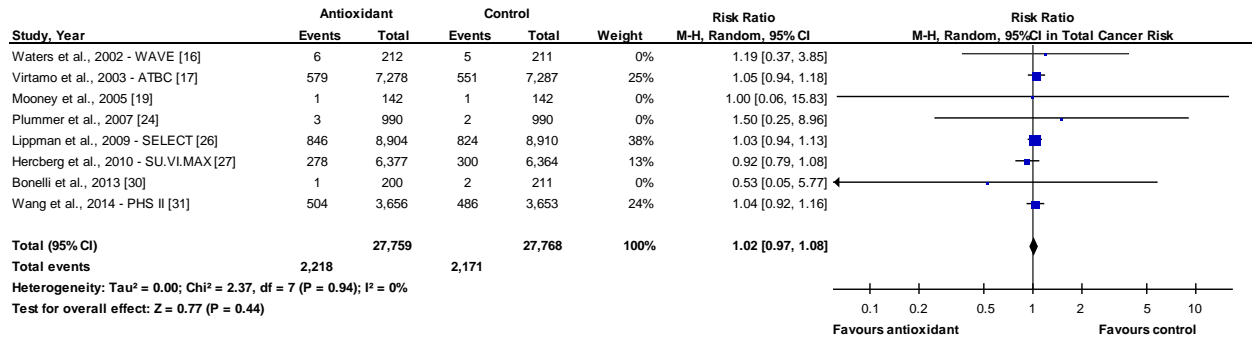 Antioxidant Control Risk Ratio Risk Ratio
Study, Year Events Total Events Total Weight M-H, Random, 95% CI M-H, Random, 95%CI in Total Cancer Risk
Waters et al., 2002 - WAVE [16] 6 212 5 211 0% 1.19 [0.37, 3.85]
Virtamo et al., 2003 - ATBC [17] 579 7,278 551 7,287 25% 1.05 [0.94, 1.18]
Mooney et al., 2005 [19] 1 142 1 142 0% 1.00 [0.06, 15.83]
Plummer et al., 2007 [24] 3 990 2 990 0% 1.50 [0.25, 8.96]
Lippman et al., 2009 - SELECT [26] 846 8,904 824 8,910 38% 1.03 [0.94, 1.13]
Hercberg et al., 2010 - SU.VI.MAX [27] 278 6,377 300 6,364 13% 0.92 [0.79, 1.08]
Bonelli et al., 2013 [30] 1 200 2 211 0% 0.53 [0.05, 5.77]
Wang et al., 2014 - PHS II [31] 504 3,656 486 3,653 24% 1.04 [0.92, 1.16]
Total (95% CI) 27,759 27,768 100% 1.02 [0.97, 1.08]
Total events 2,218 2,171
Heterogeneity: Tau² = 0.00; Chi² = 2.37, df = 7 (P = 0.94); I² = 0%
Test for overall effect: Z = 0.77 (P = 0.44)
0.1 0.2 0.5 1 2 5 10
Favours antioxidant Favours control